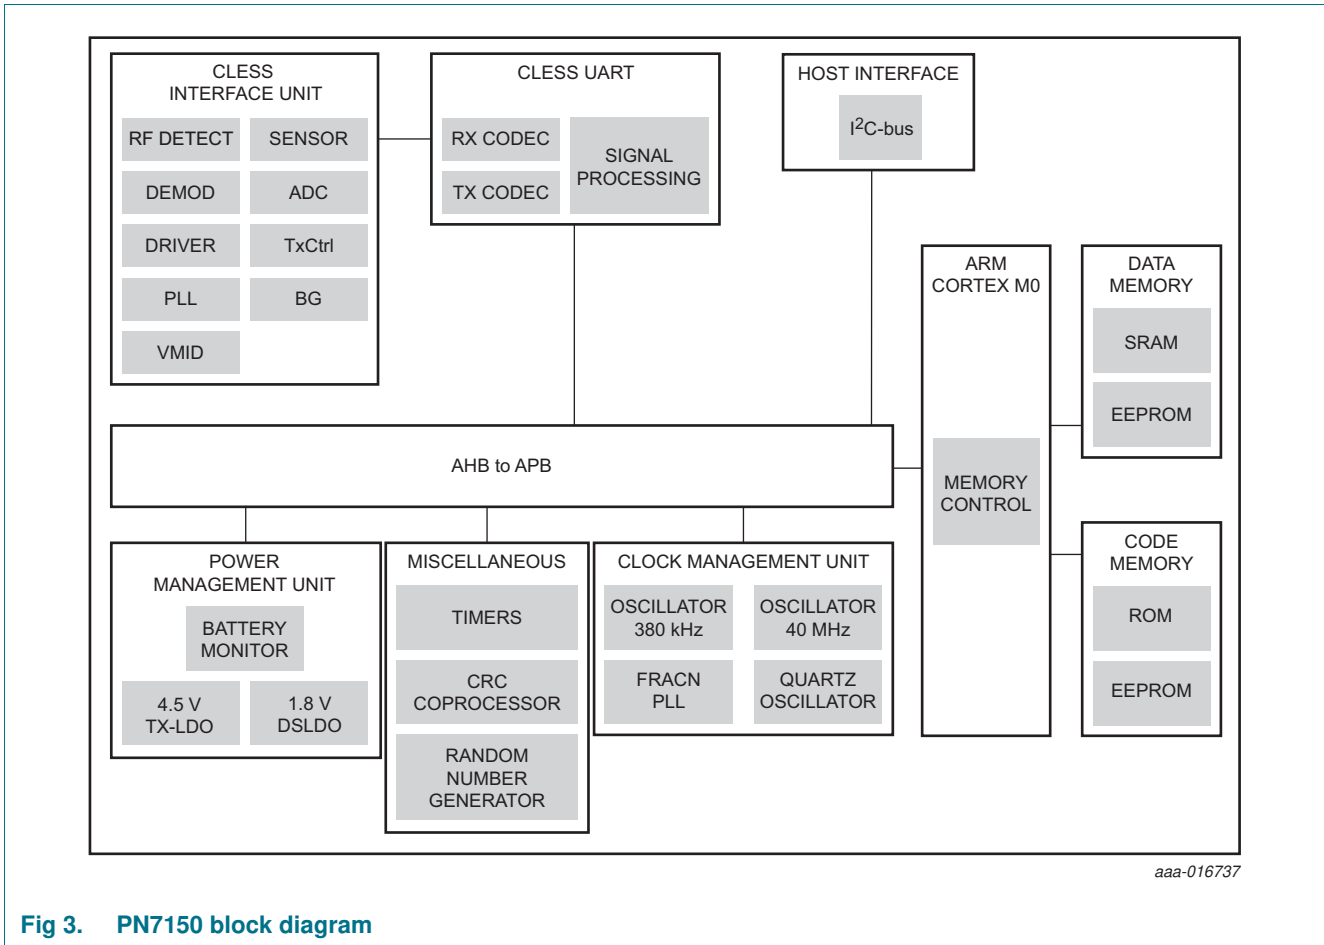 CLESS
INTERFACE UNIT
RF DETECT
SENSOR
DEMOD
ADC
DRIVER
TxCtrl
PLL
BG
VMID
CLESS UART
RX CODEC
TX CODEC
SIGNAL
PROCESSING
HOST INTERFACE
I2C-bus
ARM
CORTEX M0
MEMORY
CONTROL
DATA
MEMORY
SRAM
EEPROM
AHB to APB
CODE
MEMORY
ROM
EEPROM
POWER
MANAGEMENT UNIT
BATTERY
MONITOR
4.5 V
TX-LDO
1.8 V
DSLDO
MISCELLANEOUS
TIMERS
CRC
COPROCESSOR
RANDOM
NUMBER
GENERATOR
CLOCK MANAGEMENT UNIT
OSCILLATOR
380 kHz
OSCILLATOR
40 MHz
FRACN
PLL
QUARTZ
OSCILLATOR
aaa-016737
Fig 3. PN7150 block diagram